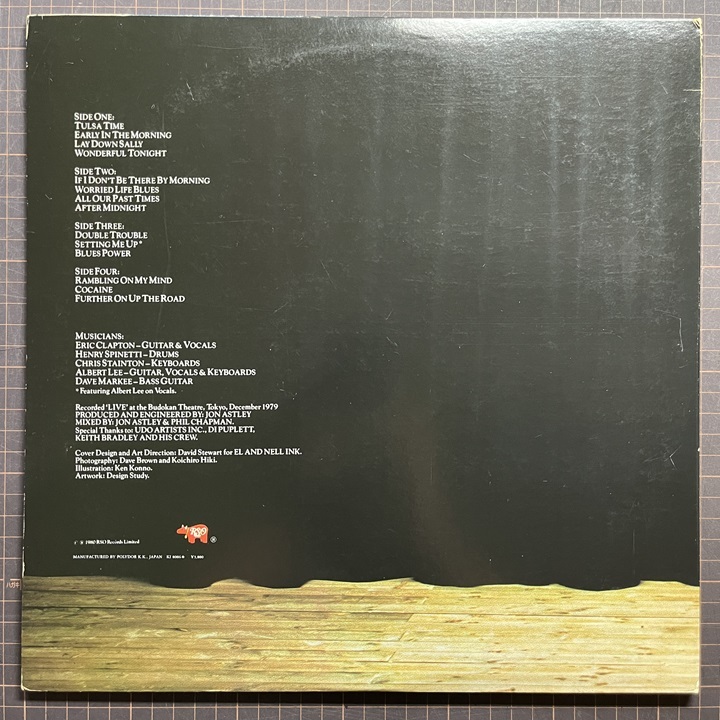 SIDE ONE:
TULSA TIME
EARLY IN THE MORNING
LAY DOWN SALLY
WONDERFUL TONIGHT
SIDE TWO:
IF I DON'T BE THERE BY MORNING
WORRIED LIFE BLUES
ALL OUR PAST TIMES
AFTER MIDNIGHT
SIDE THREE:
DOUBLE TROUBLE
SETTING ME UP*
BLUES POWER
SIDE FOUR:
RAMBLING ON MY MIND
COCAINE
FURTHER ON UP THE ROAD
MUSICIANS:
ERIC CLAPTON – GUITAR & VOCALS
HENRY SPINETTI – DRUMS
CHRIS STAINTON – KEYBOARDS
ALBERT LEE – GUITAR, VOCALS & KEYBOARDS
DAVE MARKEE – BASS GUITAR
* Featuring Albert Lee on Vocals.
Recorded 'LIVE' at the Budokan Theatre, Tokyo, December 1979
PRODUCED AND ENGINEERED BY: JON ASTLEY
MIXED BY: JON ASTLEY & PHIL CHAPMAN.
Special Thanks to: UDO ARTISTS INC., DI PUPLETT,
KEITH BRADLEY AND HIS CREW.
Cover Design and Art Direction: David Stewart for EL AND NELL INK.
Photography: Dave Brown and Koichiro Hiki.
Illustration: Ken Konno.
Artwork: Design Study.
RSO ®
© ℗ 1980 RSO Records Limited
MANUFACTURED BY POLYDOR K.K., JAPAN